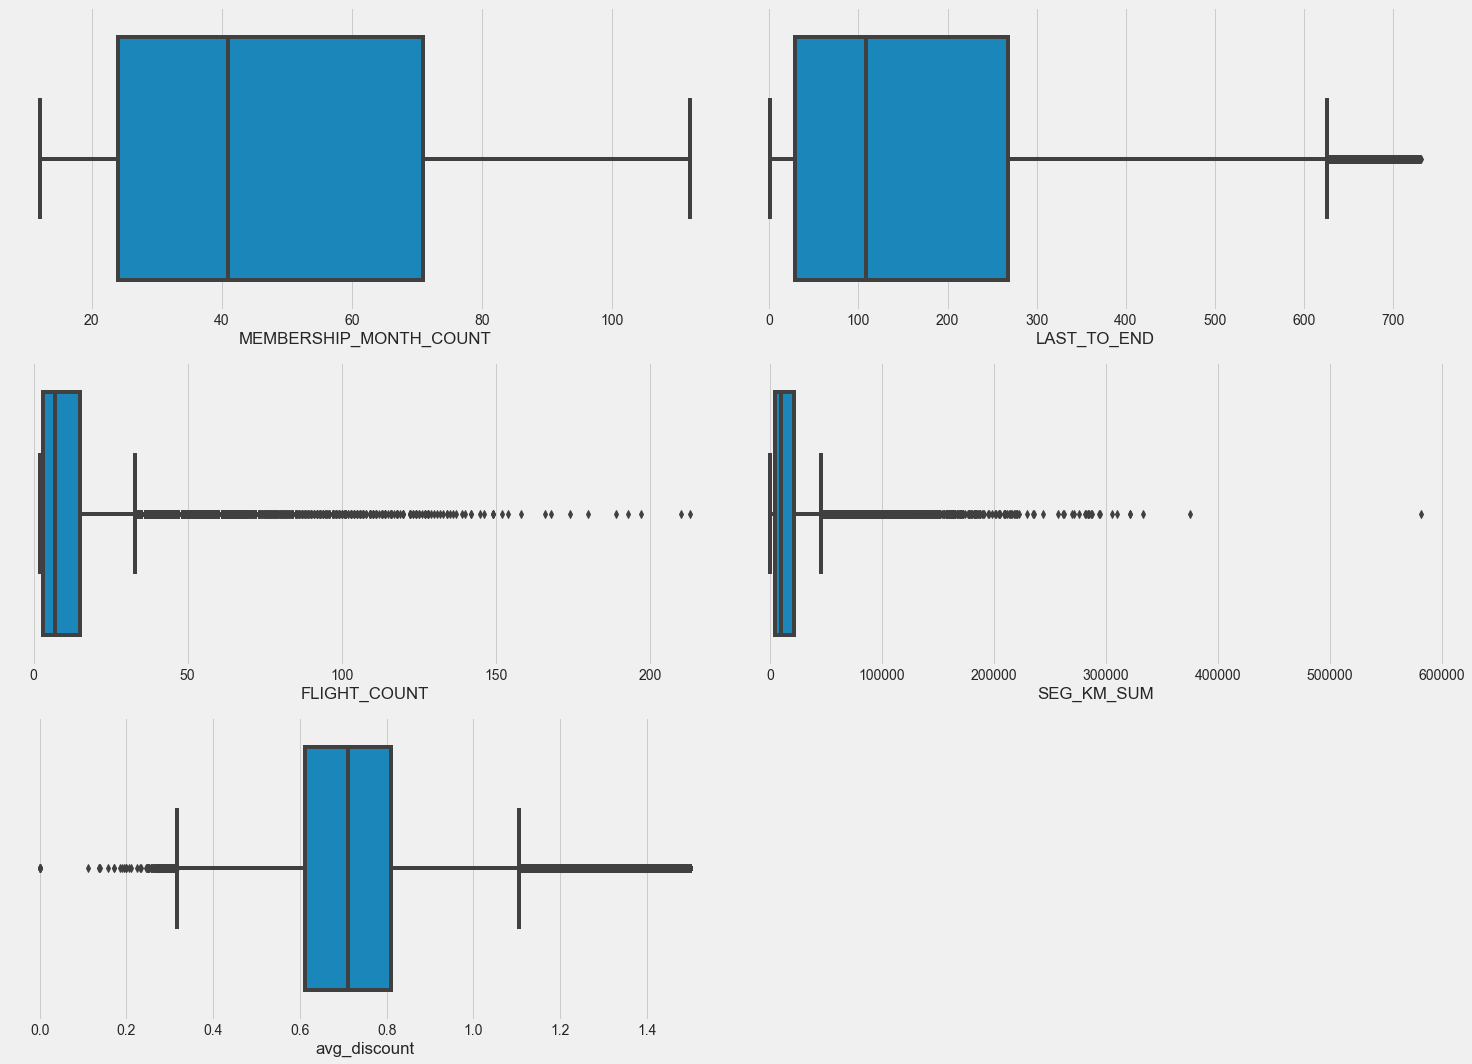 20 40 60 80 100
MEMBERSHIP_MONTH_COUNT
0 100 200 300 400 500 600 700
LAST_TO_END
0 50 100 150 200
FLIGHT_COUNT
0 100000 200000 300000 400000 500000 600000
SEG_KM_SUM
0.0 0.2 0.4 0.6 0.8 1.0 1.2 1.4
avg_discount